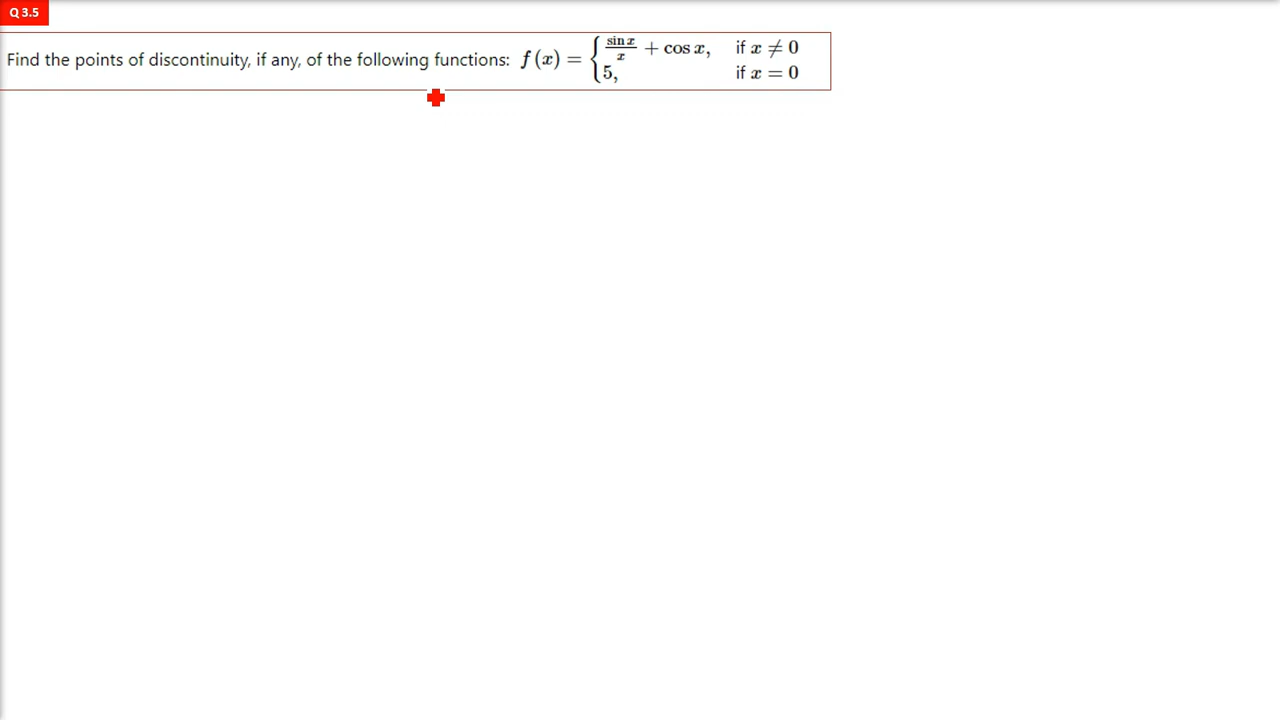 Q 3.5
Find the points of discontinuity, if any, of the following functions: f (x) = { sin x / x + cos x, if x ≠ 0
5, if x = 0